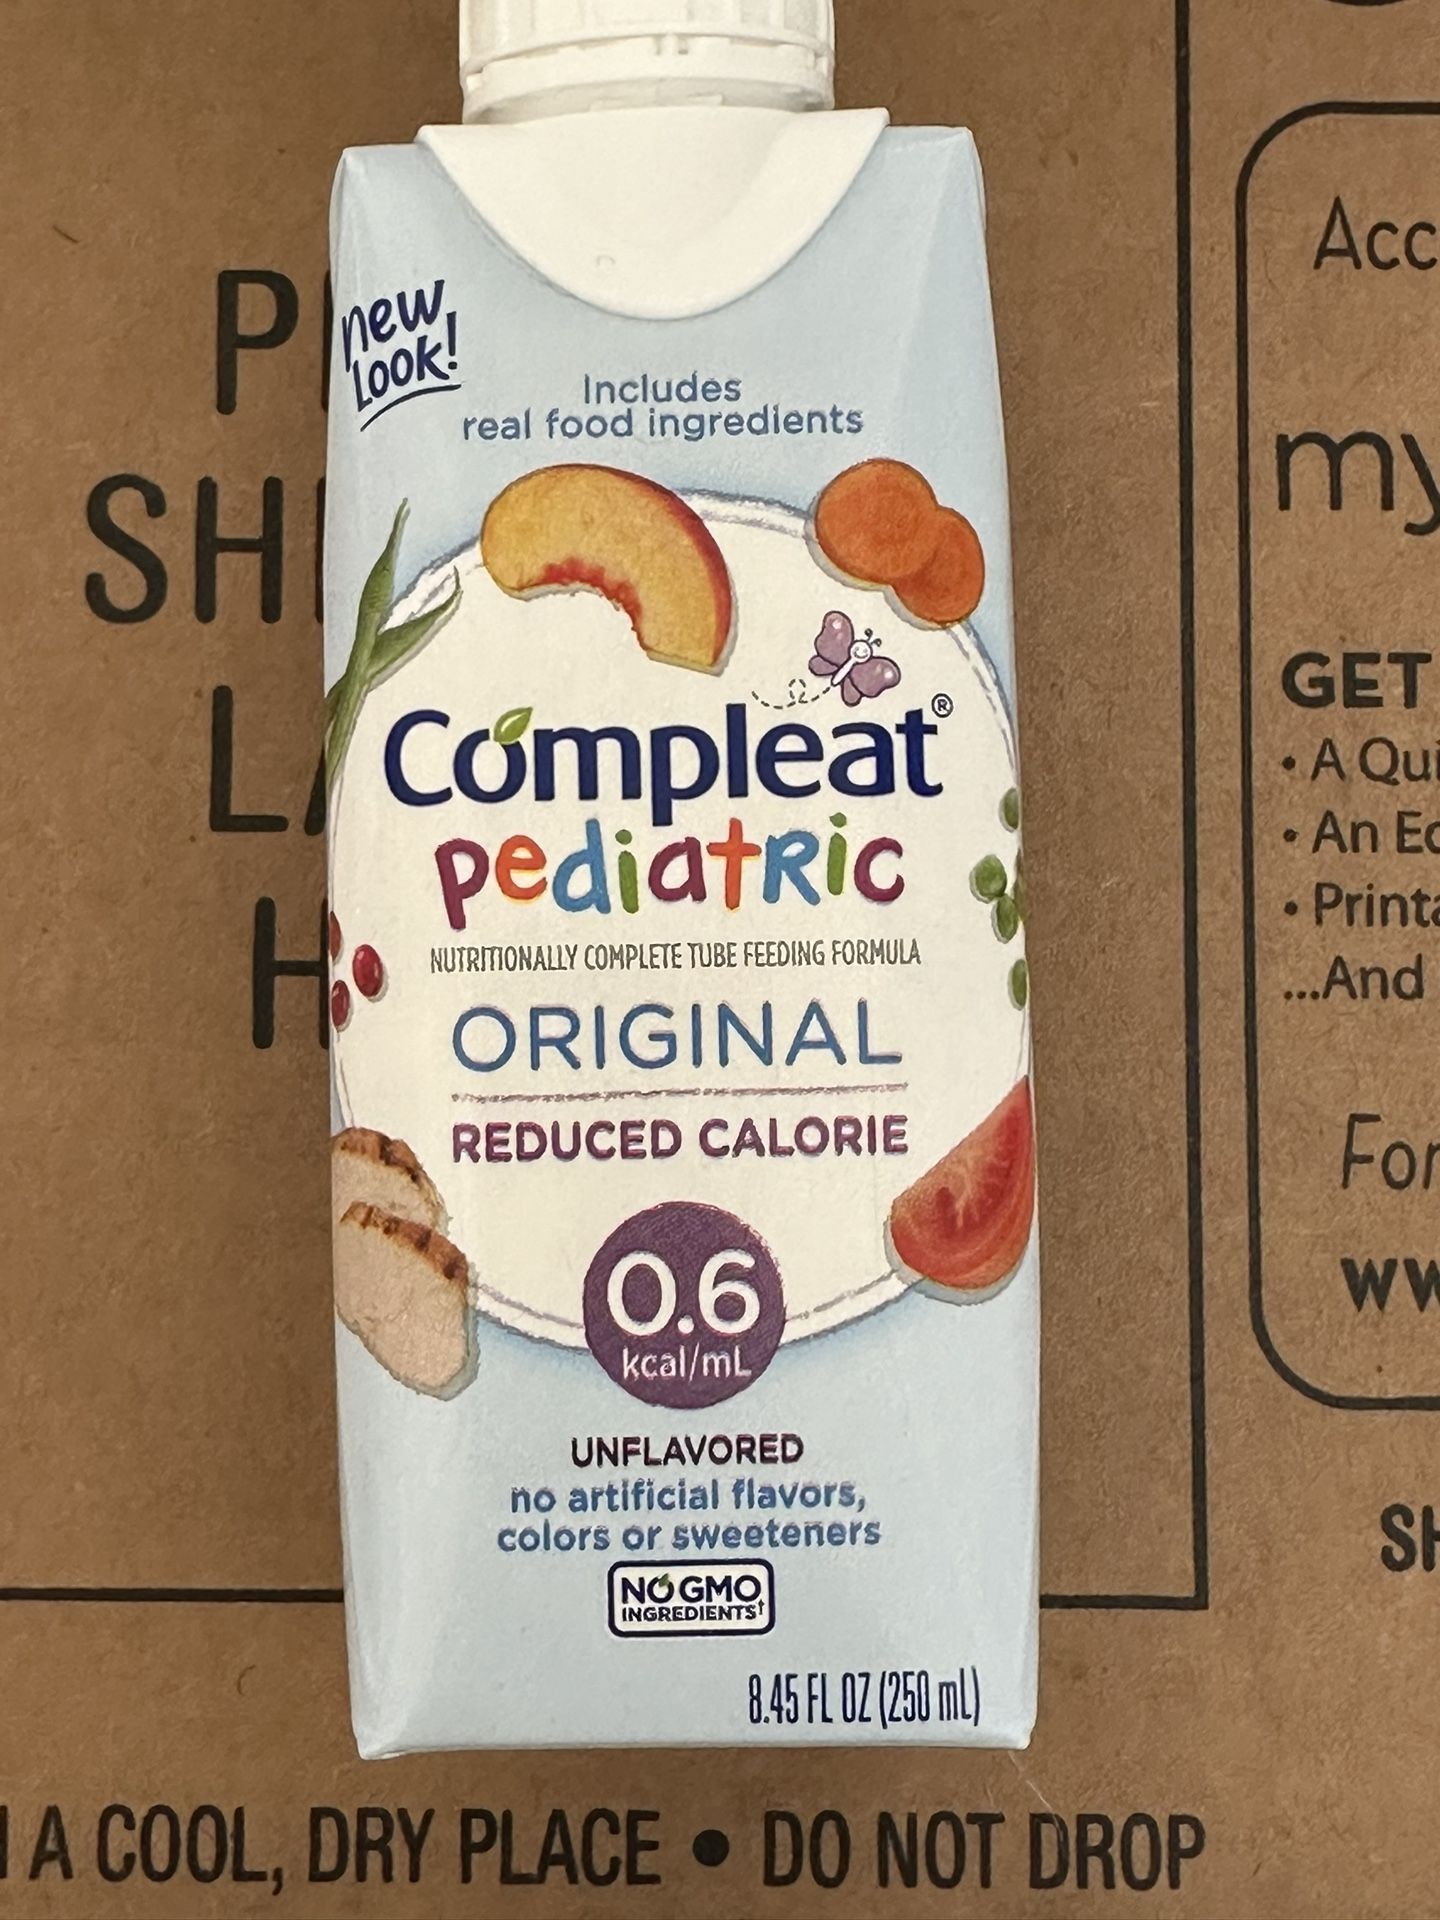 new
Look!
Includes
real food ingredients
Compleat®
pediatric
NUTRITIONALLY COMPLETE TUBE FEEDING FORMULA
ORIGINAL
REDUCED CALORIE
0.6
kcal/mL
UNFLAVORED
no artificial flavors,
colors or sweeteners
NO GMO
INGREDIENTS†
8.45 FL OZ (250 mL)
A COOL, DRY PLACE • DO NOT DROP
my
GET
• A
• An
...And